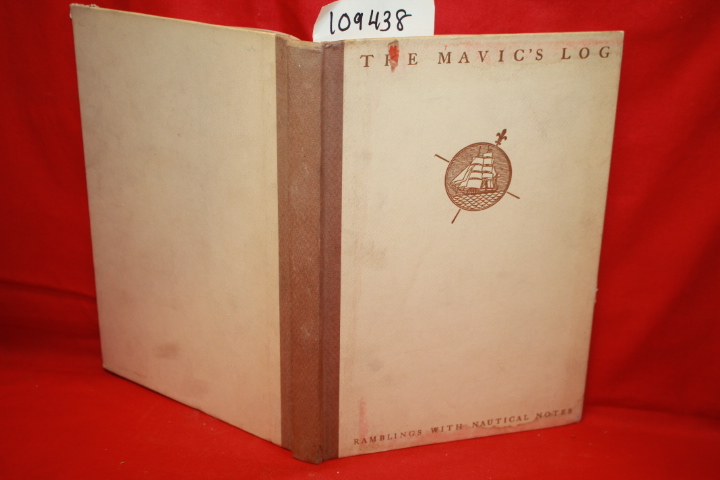 109438
THE MAVIC'S LOG
RAMBLINGS WITH NAUTICAL NOTES